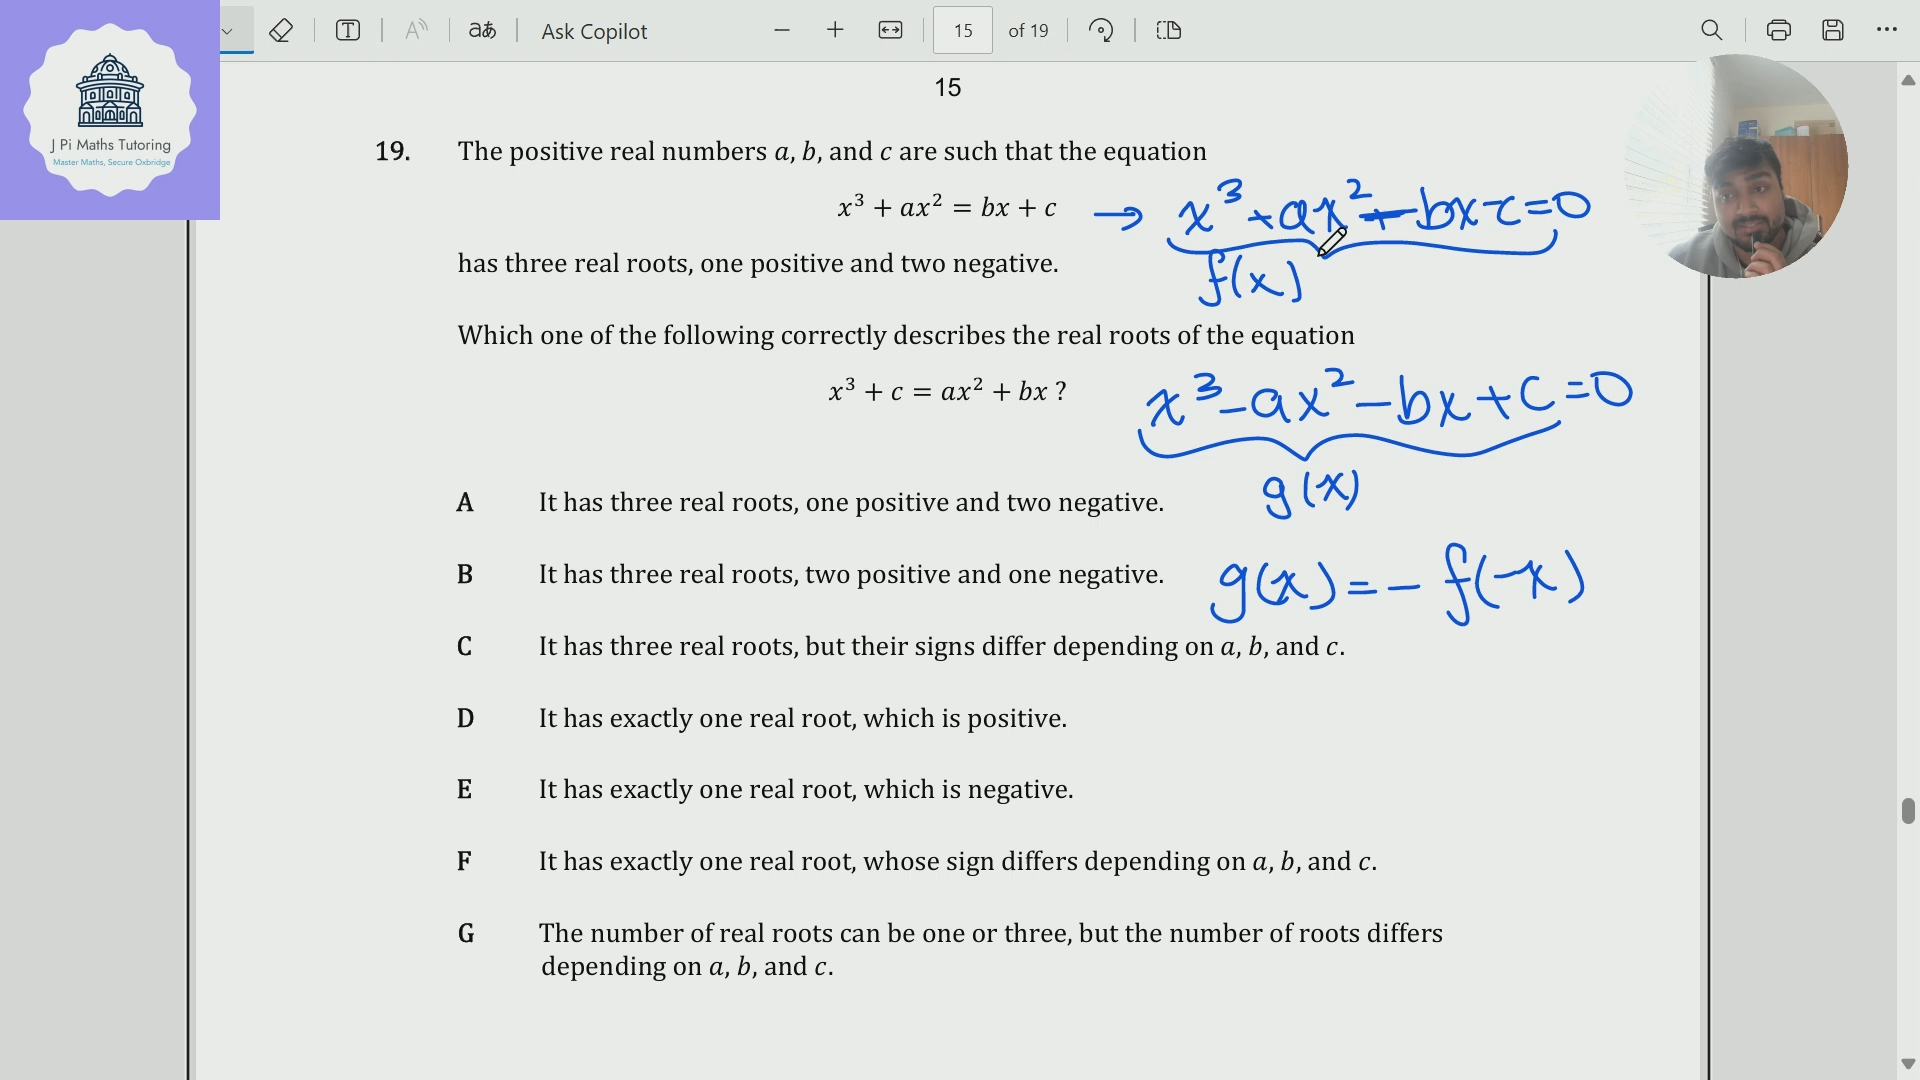 Ask Copilot
15 of 19
J Pi Maths Tutoring
Master Maths, Secure Oxbridge
15
19. The positive real numbers a, b, and c are such that the equation
x³ + ax² = bx + c → x³ + ax² - bx - c = 0
has three real roots, one positive and two negative.
f(x)
Which one of the following correctly describes the real roots of the equation
x³ + c = ax² + bx ? x³ - ax² - bx + c = 0
g(x)
A It has three real roots, one positive and two negative.
B It has three real roots, two positive and one negative.
g(x) = - f(-x)
C It has three real roots, but their signs differ depending on a, b, and c.
D It has exactly one real root, which is positive.
E It has exactly one real root, which is negative.
F It has exactly one real root, whose sign differs depending on a, b, and c.
G The number of real roots can be one or three, but the number of roots differs
depending on a, b, and c.